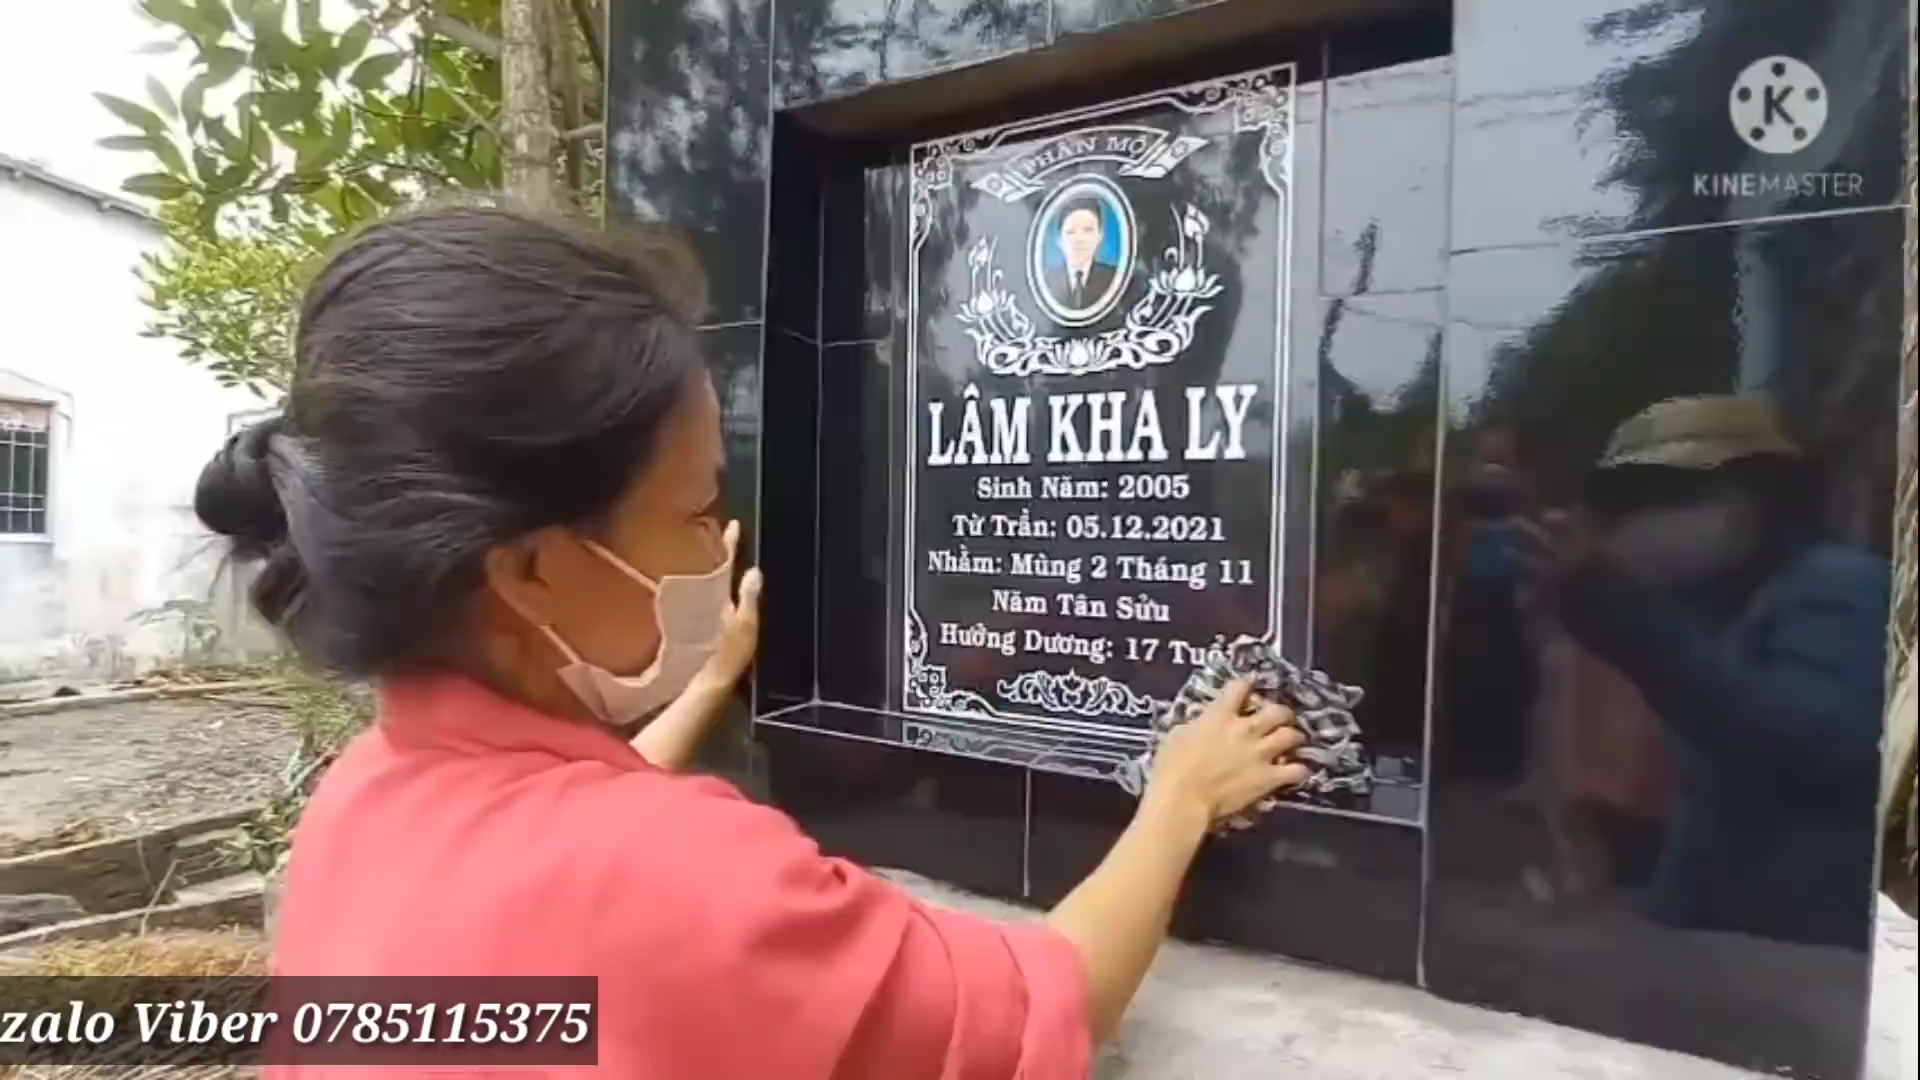 PHẦN MỘ
LÂM KHA LY
Sinh Năm: 2005
Từ Trần: 05.12.2021
Nhằm: Mùng 2 Tháng 11
Năm Tân Sửu
Hưởng Dương: 17 Tuổi
K
KINEMASTER
zalo Viber 0785115375